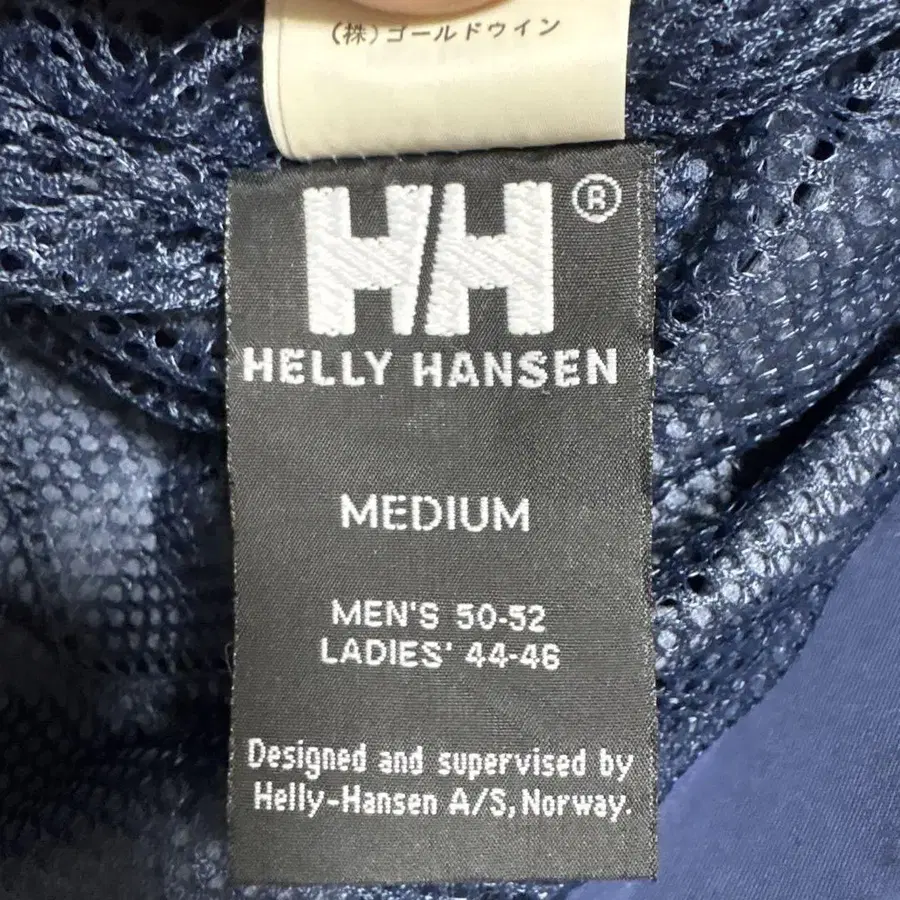 (株)ゴールドウイン
HH®
HELLY HANSEN
MEDIUM
MEN'S 50-52
LADIES' 44-46
Designed and supervised by
Helly-Hansen A/S, Norway.